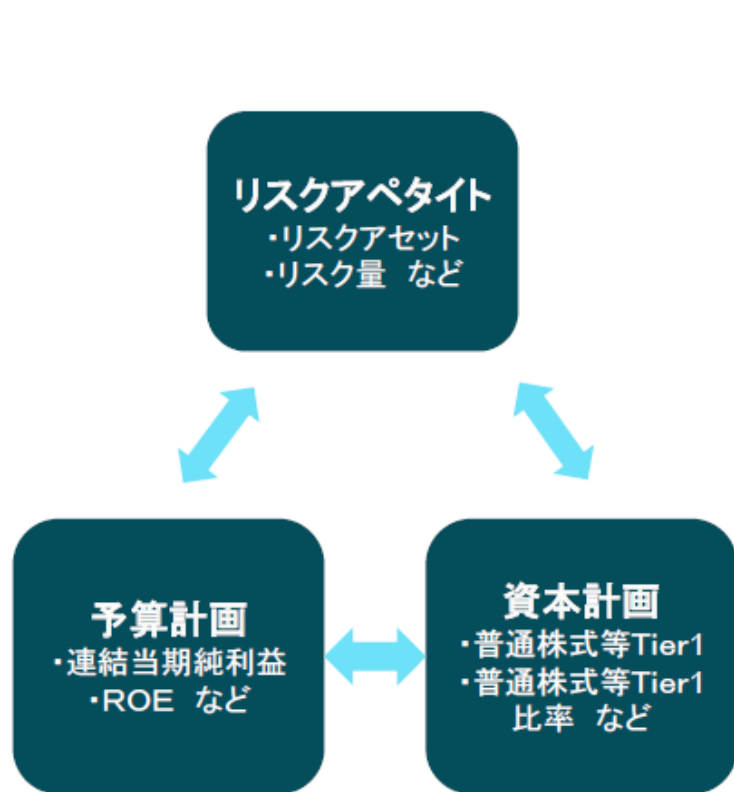 リスクアペタイト
・リスクアセット
・リスク量　など
予算計画
・連結当期純利益
・ROE　など
資本計画
・普通株式等Tier1
・普通株式等Tier1
比率　など